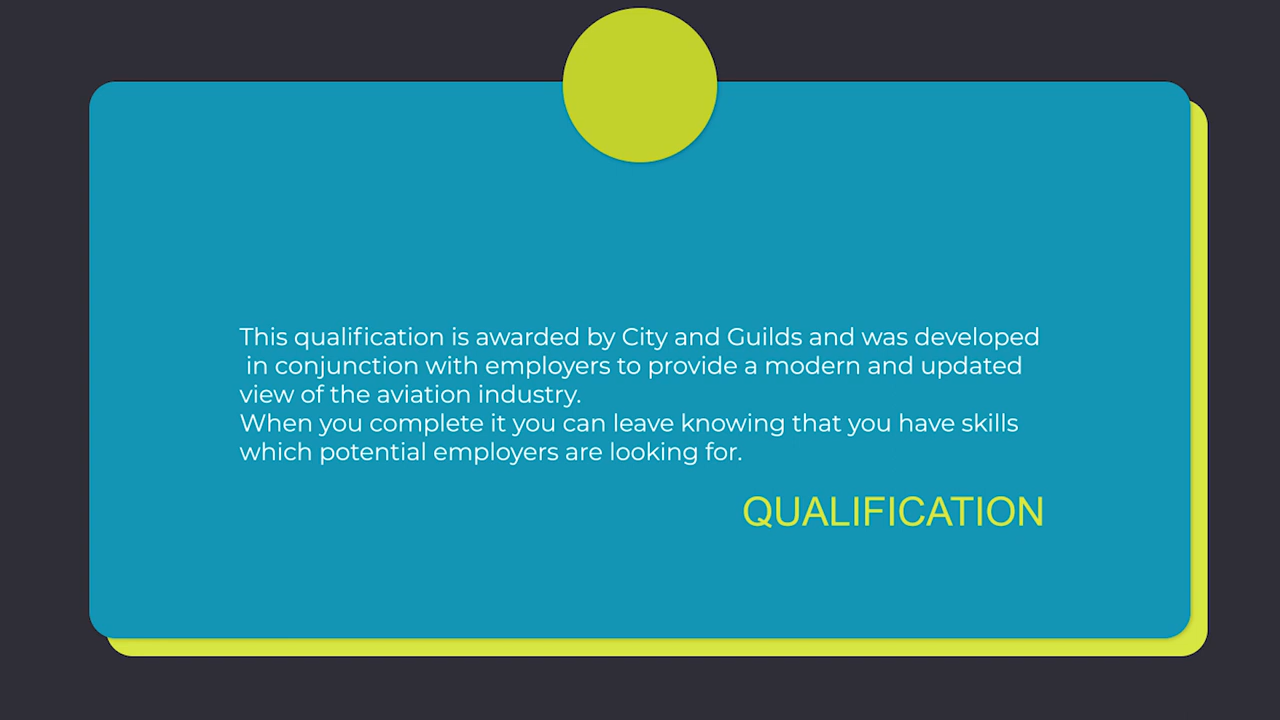 This qualification is awarded by City and Guilds and was developed
in conjunction with employers to provide a modern and updated
view of the aviation industry.
When you complete it you can leave knowing that you have skills
which potential employers are looking for.
QUALIFICATION